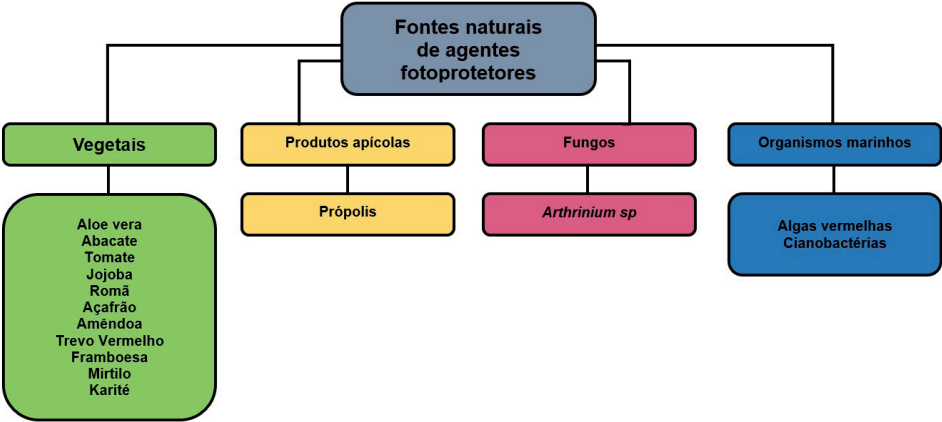 Fontes naturais
de agentes
fotoprotetores
Vegetais
Produtos apícolas
Fungos
Organismos marinhos
Aloe vera
Abacate
Tomate
Jojoba
Romã
Açafrão
Amêndoa
Trevo Vermelho
Framboesa
Mirtilo
Karité
Própolis
Arthrinium sp
Algas vermelhas
Cianobactérias